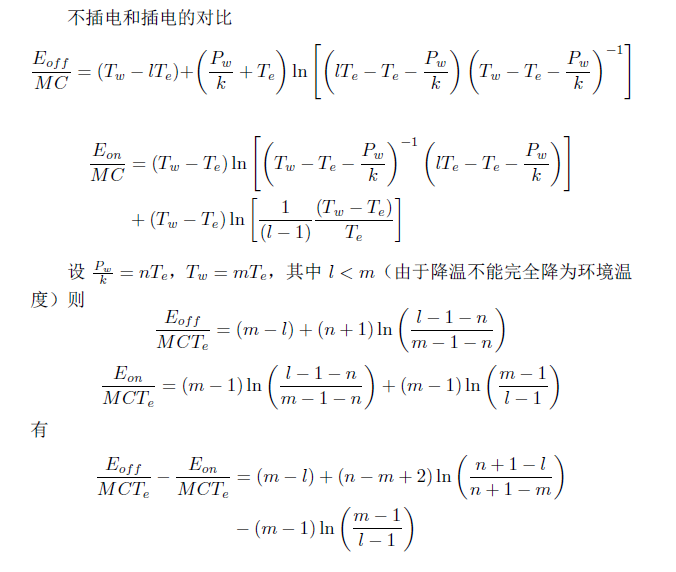 不插电和插电的对比
\frac{E_{off}}{MC} = (T_w - lT_e) + \left(\frac{P_w}{k} + T_e\right) \ln\left[\left(lT_e - T_e - \frac{P_w}{k}\right)\left(T_w - T_e - \frac{P_w}{k}\right)^{-1}\right]
\frac{E_{on}}{MC} = (T_w - T_e) \ln\left[\left(T_w - T_e - \frac{P_w}{k}\right)^{-1}\left(lT_e - T_e - \frac{P_w}{k}\right)\right]
+ (T_w - T_e) \ln\left[\frac{1}{(l-1)}\frac{(T_w - T_e)}{T_e}\right]
设 \frac{P_w}{k} = nT_e，T_w = mT_e，其中 l < m（由于降温不能完全降为环境温
度）则
\frac{E_{off}}{MCT_e} = (m - l) + (n + 1) \ln\left(\frac{l-1-n}{m-1-n}\right)
\frac{E_{on}}{MCT_e} = (m - 1) \ln\left(\frac{l-1-n}{m-1-n}\right) + (m - 1) \ln\left(\frac{m-1}{l-1}\right)
有
\frac{E_{off}}{MCT_e} - \frac{E_{on}}{MCT_e} = (m - l) + (n - m + 2) \ln\left(\frac{n+1-l}{n+1-m}\right)
- (m - 1) \ln\left(\frac{m-1}{l-1}\right)